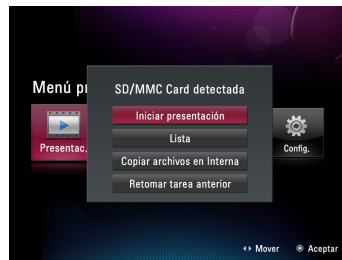 Menú pr
SD/MMC Card detectada
Iniciar presentación
Lista
Copiar archivos en Interna
Retomar tarea anterior
Presentac.
Config.
Mover
Aceptar